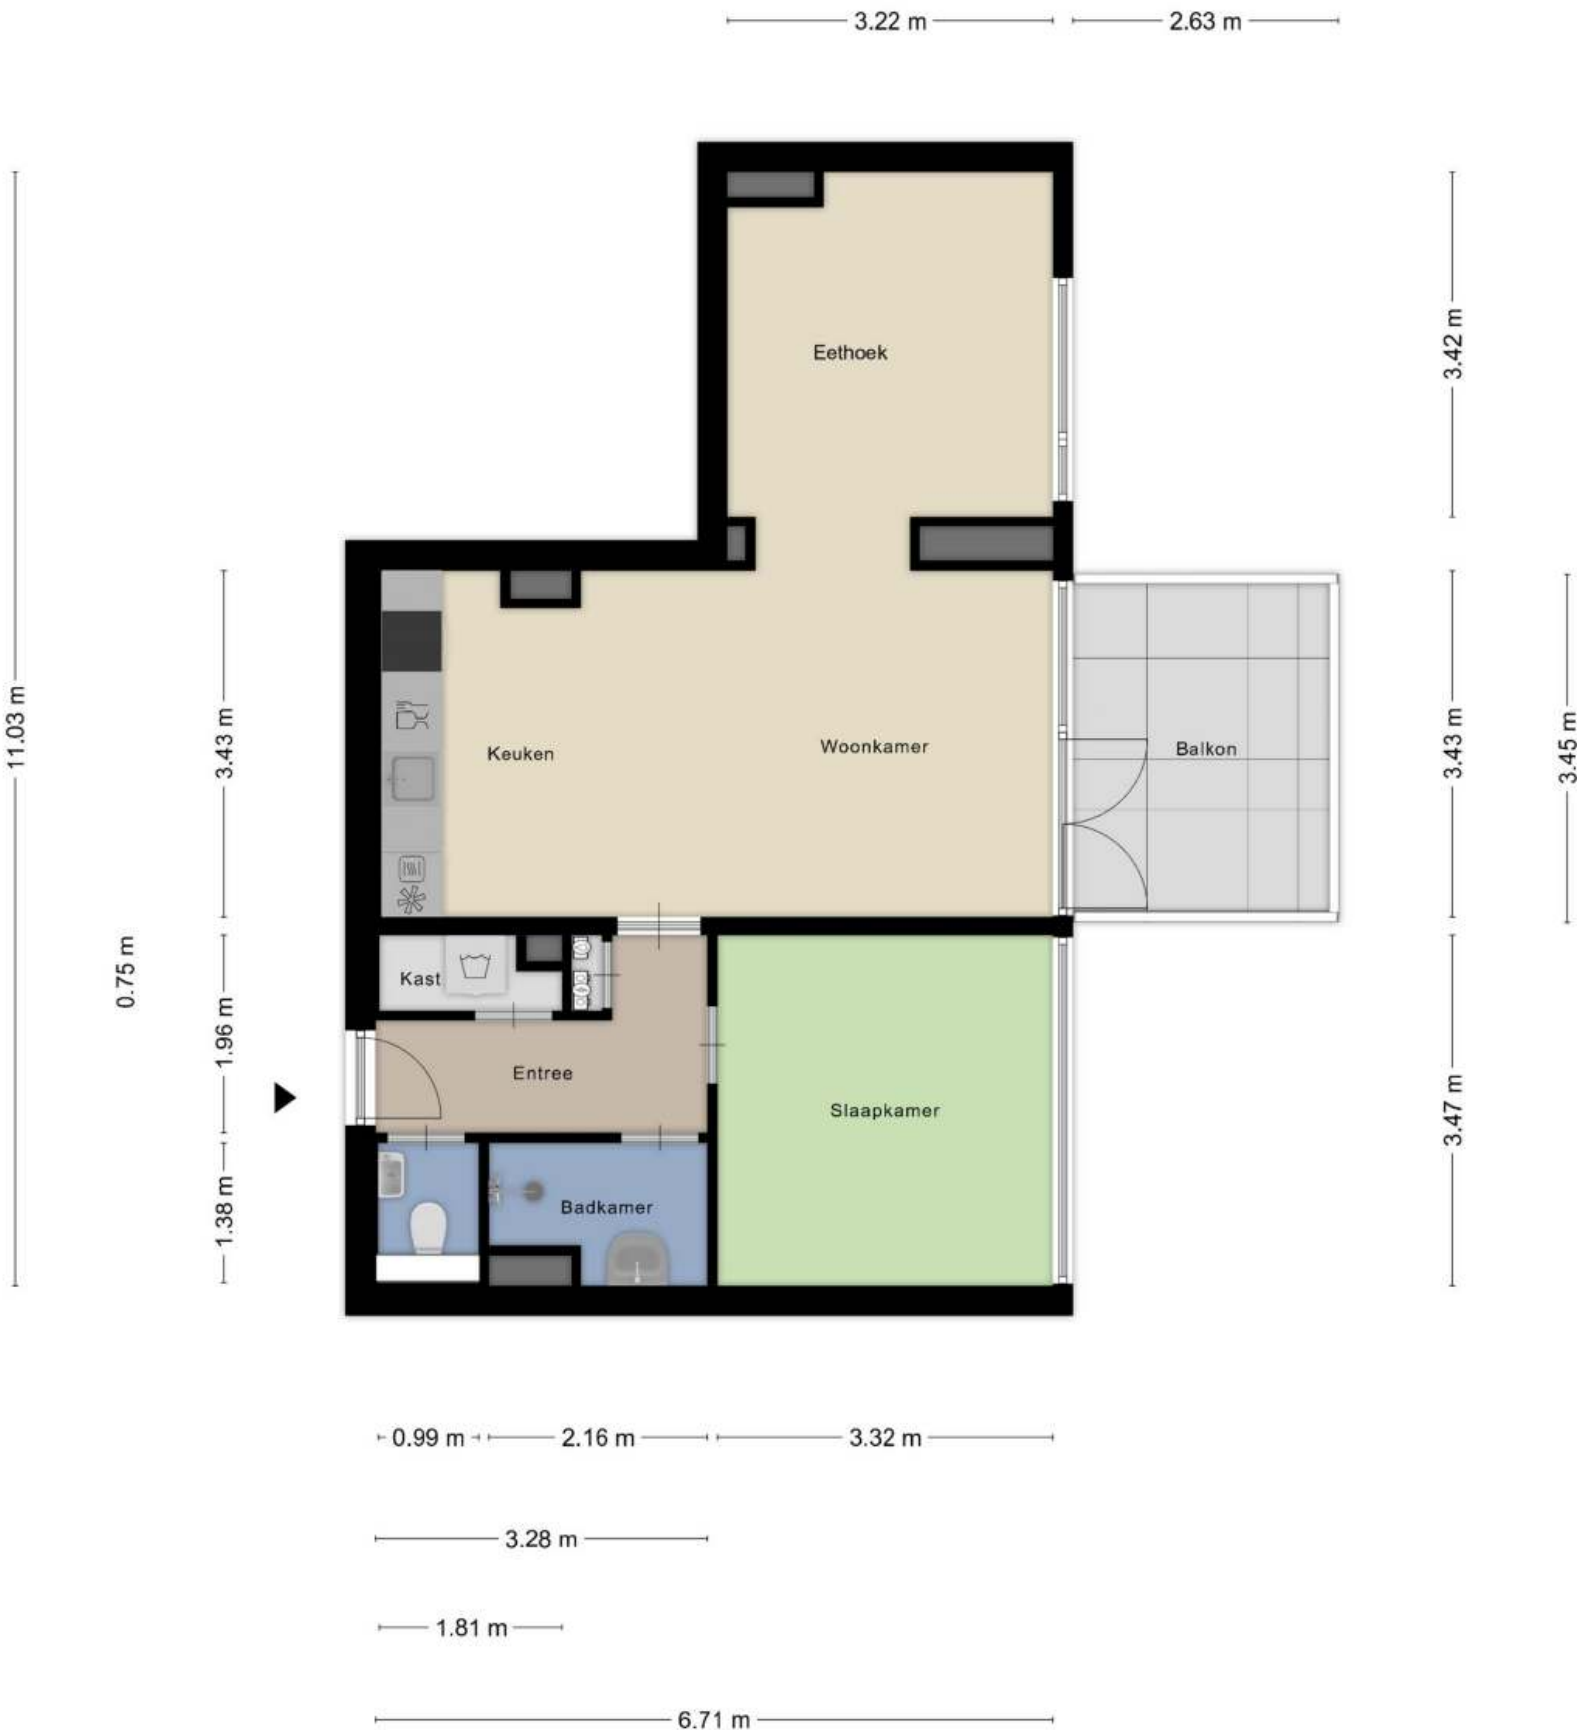 3.22 m
2.63 m
Eethoek
3.42 m
11.03 m
3.43 m
Keuken
Woonkamer
Balkon
3.43 m
3.45 m
0.75 m
Kast
1.96 m
Entree
Slaapkamer
3.47 m
1.38 m
Badkamer
0.99 m
2.16 m
3.32 m
3.28 m
1.81 m
6.71 m